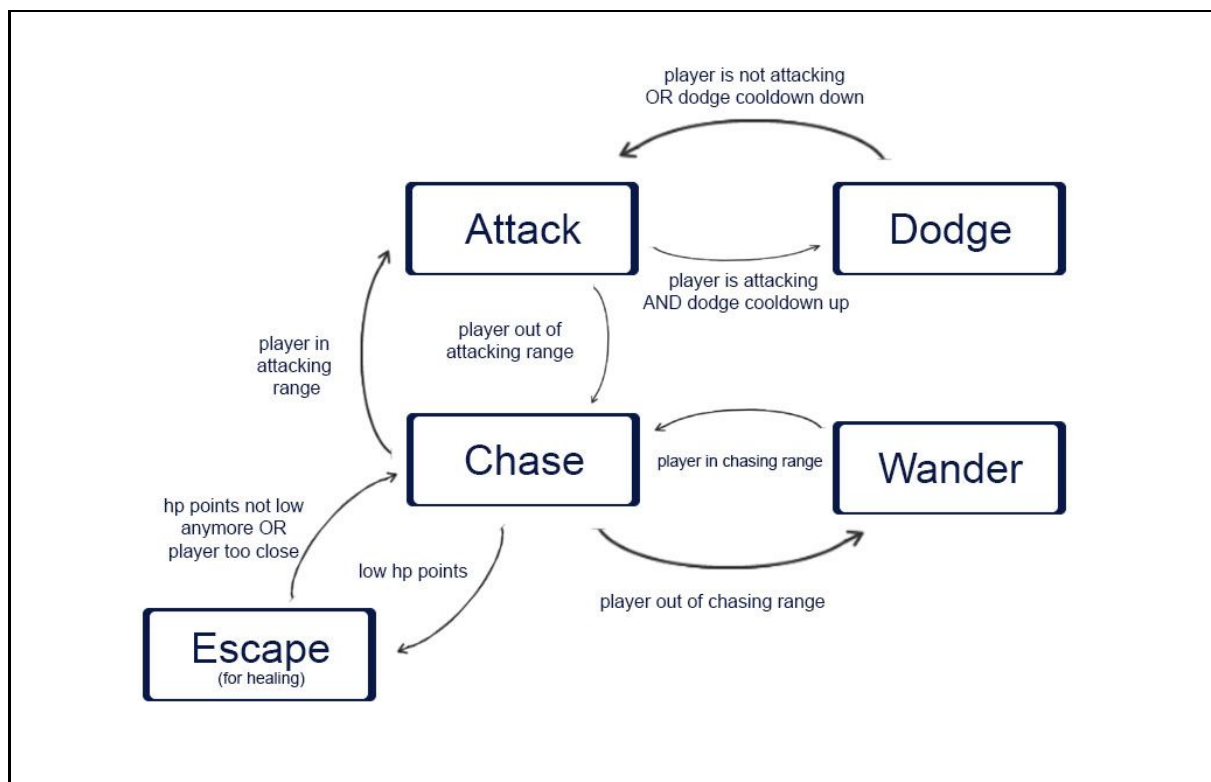 player is not attacking
OR dodge cooldown down
Attack
Dodge
player is attacking
AND dodge cooldown up
player out of
attacking range
player in
attacking
range
Chase
player in chasing range
Wander
hp points not low
anymore OR
player too close
low hp points
player out of chasing range
Escape
(for healing)